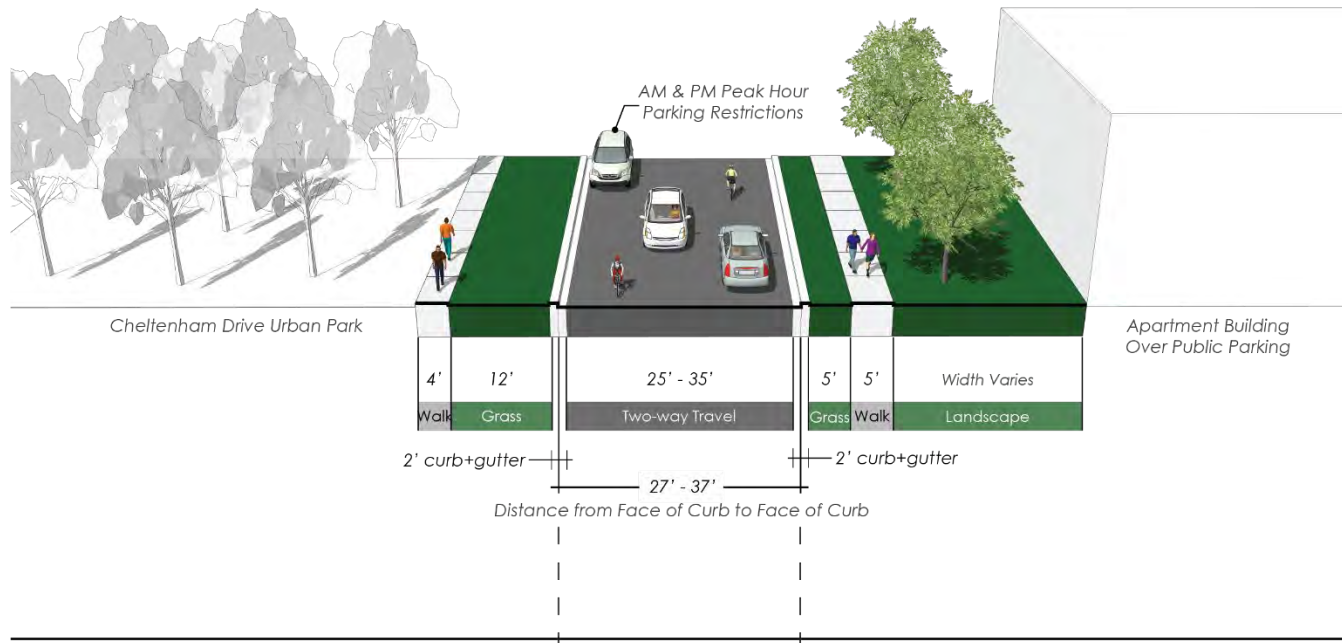 AM & PM Peak Hour
Parking Restrictions
Cheltenham Drive Urban Park
Apartment Building
Over Public Parking
4’
12’
25’ - 35’
5’
5’
Width Varies
Walk
Grass
Two-way Travel
Grass
Walk
Landscape
2’ curb+gutter
2’ curb+gutter
27’ - 37’
Distance from Face of Curb to Face of Curb